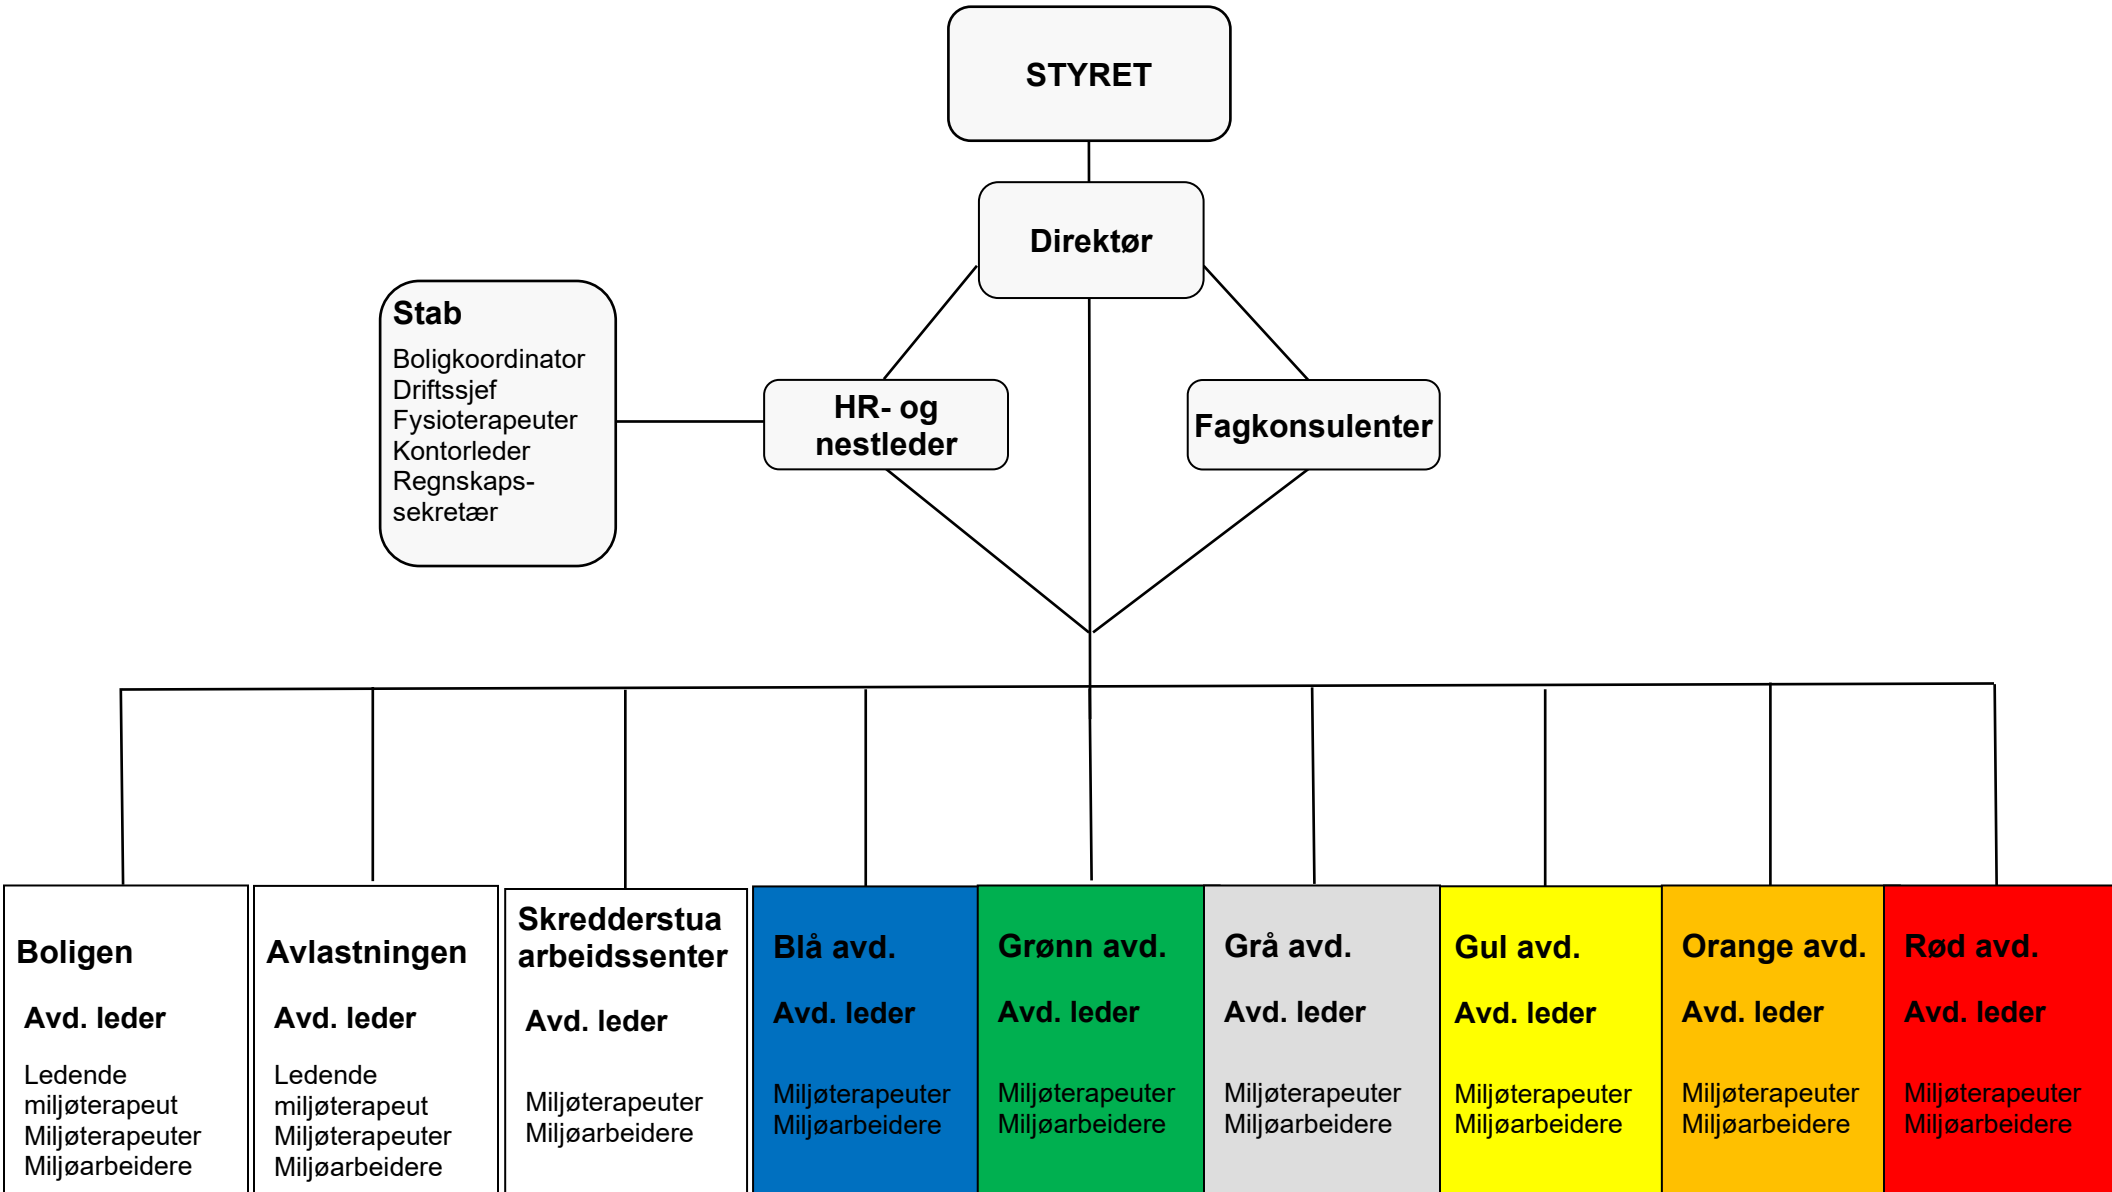 STYRET
Direktør
Stab
Boligkoordinator
Driftssjef
Fysioterapeuter
Kontorleder
Regnskaps-
sekretær
HR- og
nestleder
Fagkonsulenter
Boligen
Avd. leder
Ledende
miljøterapeut
Miljøterapeuter
Miljøarbeidere
Avlastningen
Avd. leder
Ledende
miljøterapeut
Miljøterapeuter
Miljøarbeidere
Skredderstua
arbeidssenter
Avd. leder
Miljøterapeuter
Miljøarbeidere
Blå avd.
Avd. leder
Miljøterapeuter
Miljøarbeidere
Grønn avd.
Avd. leder
Miljøterapeuter
Miljøarbeidere
Grå avd.
Avd. leder
Miljøterapeuter
Miljøarbeidere
Gul avd.
Avd. leder
Miljøterapeuter
Miljøarbeidere
Orange avd.
Avd. leder
Miljøterapeuter
Miljøarbeidere
Rød avd.
Avd. leder
Miljøterapeuter
Miljøarbeidere